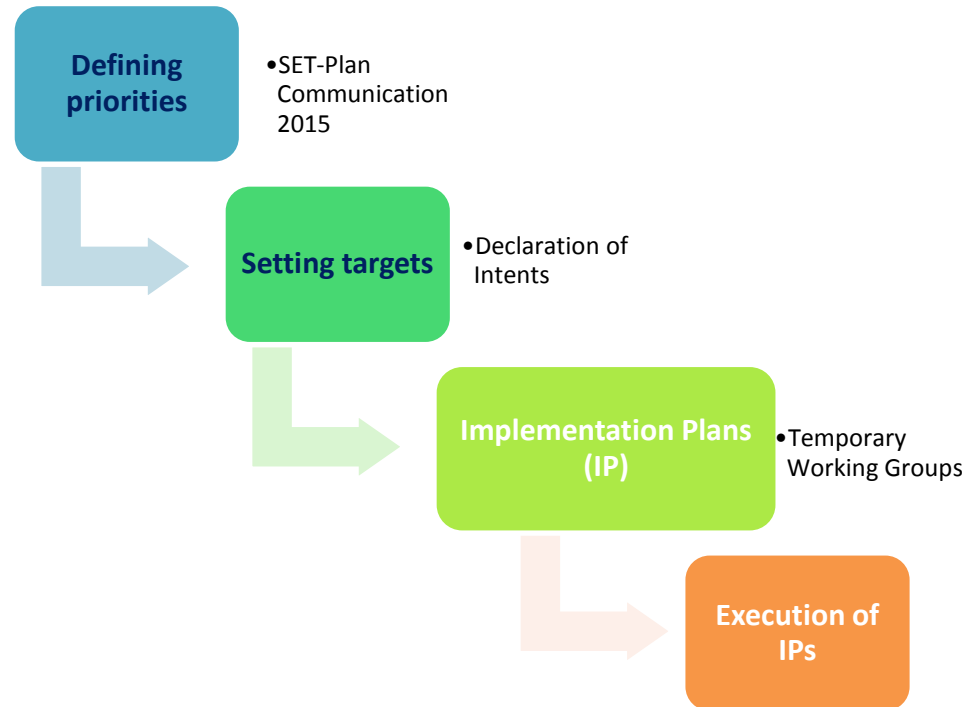 Defining
priorities
•SET-Plan
Communication
2015
Setting targets
•Declaration of
Intents
Implementation Plans
(IP)
•Temporary
Working Groups
Execution of
IPs